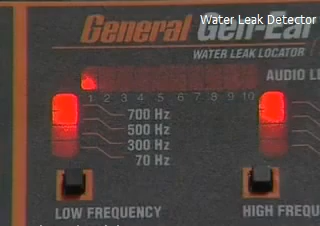 Water Leak Detector
General Gen-Ear
WATER LEAK LOCATOR
AUDIO LE
1 2 3 4 5 6 7 8 9 10
700 Hz
500 Hz
300 Hz
70 Hz
LOW FREQUENCY
HIGH FREQU